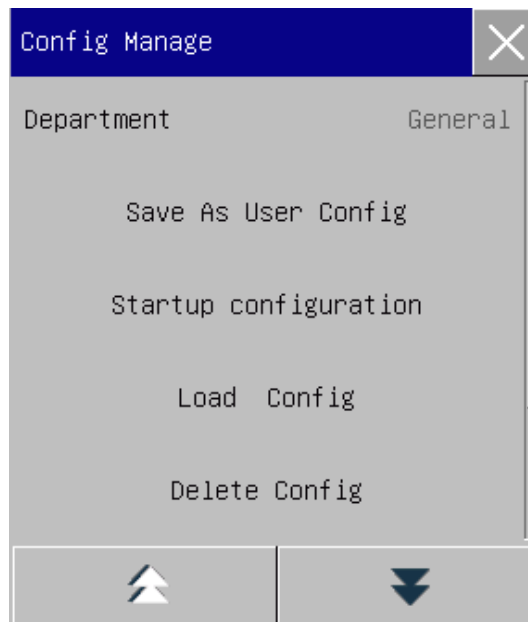 Config Manage
Department General
Save As User Config
Startup configuration
Load Config
Delete Config